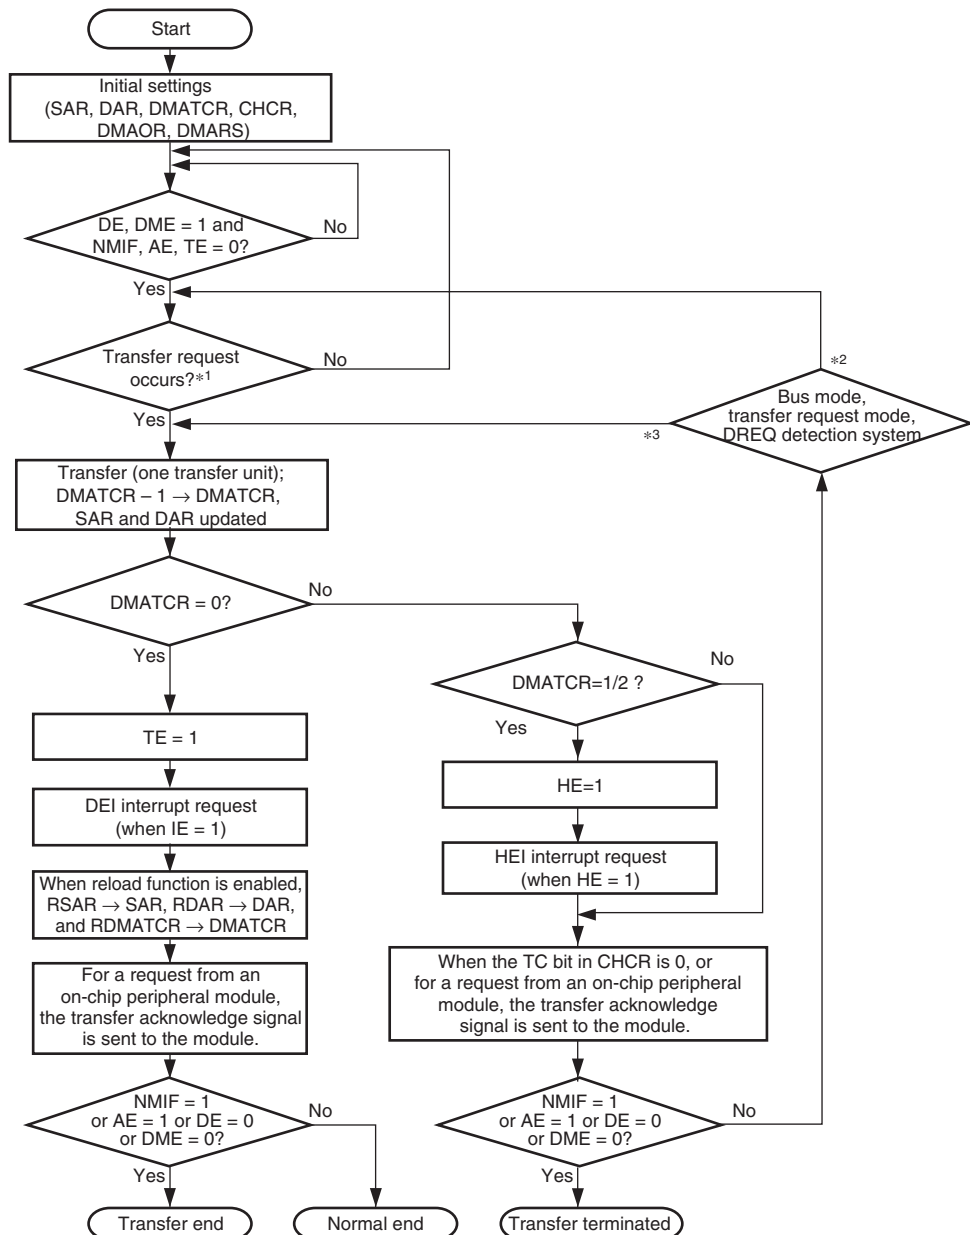 Start
Initial settings
(SAR, DAR, DMATCR, CHCR,
DMAOR, DMARS)
DE, DME = 1 and
NMIF, AE, TE = 0?
No
Yes
Transfer request
occurs?*1
No
Yes
*2
Bus mode,
transfer request mode,
DREQ detection system
*3
Transfer (one transfer unit);
DMATCR – 1 → DMATCR,
SAR and DAR updated
DMATCR = 0?
No
Yes
DMATCR=1/2 ?
No
Yes
TE = 1
HE=1
DEI interrupt request
(when IE = 1)
HEI interrupt request
(when HE = 1)
When reload function is enabled,
RSAR → SAR, RDAR → DAR,
and RDMATCR → DMATCR
For a request from an
on-chip peripheral module,
the transfer acknowledge signal
is sent to the module.
When the TC bit in CHCR is 0, or
for a request from an on-chip peripheral
module, the transfer acknowledge
signal is sent to the module.
NMIF = 1
or AE = 1 or DE = 0
or DME = 0?
No
Yes
NMIF = 1
or AE = 1 or DE = 0
or DME = 0?
No
Yes
Transfer end
Normal end
Transfer terminated